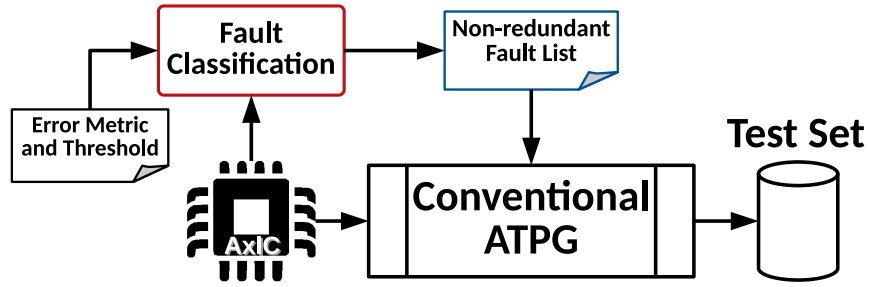 Fault
Classification
Non-redundant
Fault List
Error Metric
and Threshold
Test Set
Conventional
ATPG
AxIC